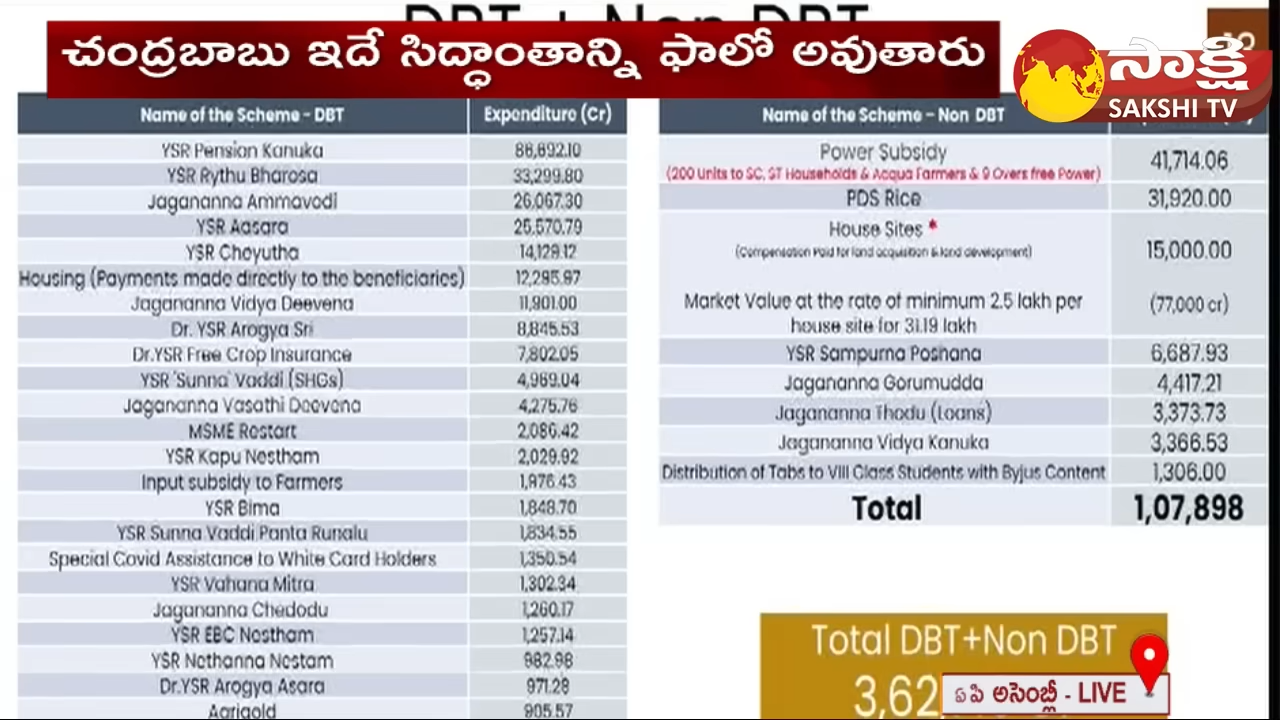 చంద్రబాబు ఇదే సిద్ధాంతాన్ని ఫాలో అవుతారు
సాక్షి
SAKSHI TV
Name of the Scheme - DBT Expenditure (Cr)
YSR Pension Kanuka
YSR Rythu Bharosa 33,299.80
Jagananna Ammavodi 26,067.30
YSR Aasara 25,570.79
YSR Cheyutha 14,129.12
Housing (Payments made directly to the beneficiaries)
Jagananna Vidya Deevena 11,901.00
Dr. YSR Arogya Sri 8,845.53
Dr.YSR Free Crop Insurance 7,802.05
YSR 'Sunna' Vaddi (SHGs) 4,969.04
Jagananna Vasathi Deevena 4,275.76
MSME Restart 2,086.42
YSR Kapu Nestham 2,029.92
Input subsidy to Farmers 1,976.43
YSR Bima 1,848.70
YSR Sunna Vaddi Panta Runalu 1,834.55
Special Covid Assistance to White Card Holders 1,350.54
YSR Vahana Mitra 1,302.34
Jagananna Chedodu 1,260.17
YSR EBC Nestham 1,257.14
YSR Nethanna Nestam 982.98
Dr.YSR Arogya Asara 971.28
Agrigold 905.57
Name of the Scheme - Non DBT
Power Subsidy 41,714.06
(200 Units to SC, ST Households & Acqua Farmers & 9 Overs free Power)
PDS Rice 31,920.00
House Sites * 15,000.00
(Compensation Paid for land acquisition & land development)
Market Value at the rate of minimum 2.5 lakh per (77,000 cr)
house site for 31.19 lakh
YSR Sampurna Poshana 6,687.93
Jagananna Gorumudda 4,417.21
Jagananna Thodu (Loans) 3,373.73
Jagananna Vidya Kanuka 3,366.53
Distribution of Tabs to VIII Class Students with Byjus Content 1,306.00
Total 1,07,898
Total DBT+Non DBT
3,62
ఏపి అసెంబ్లీ - LIVE